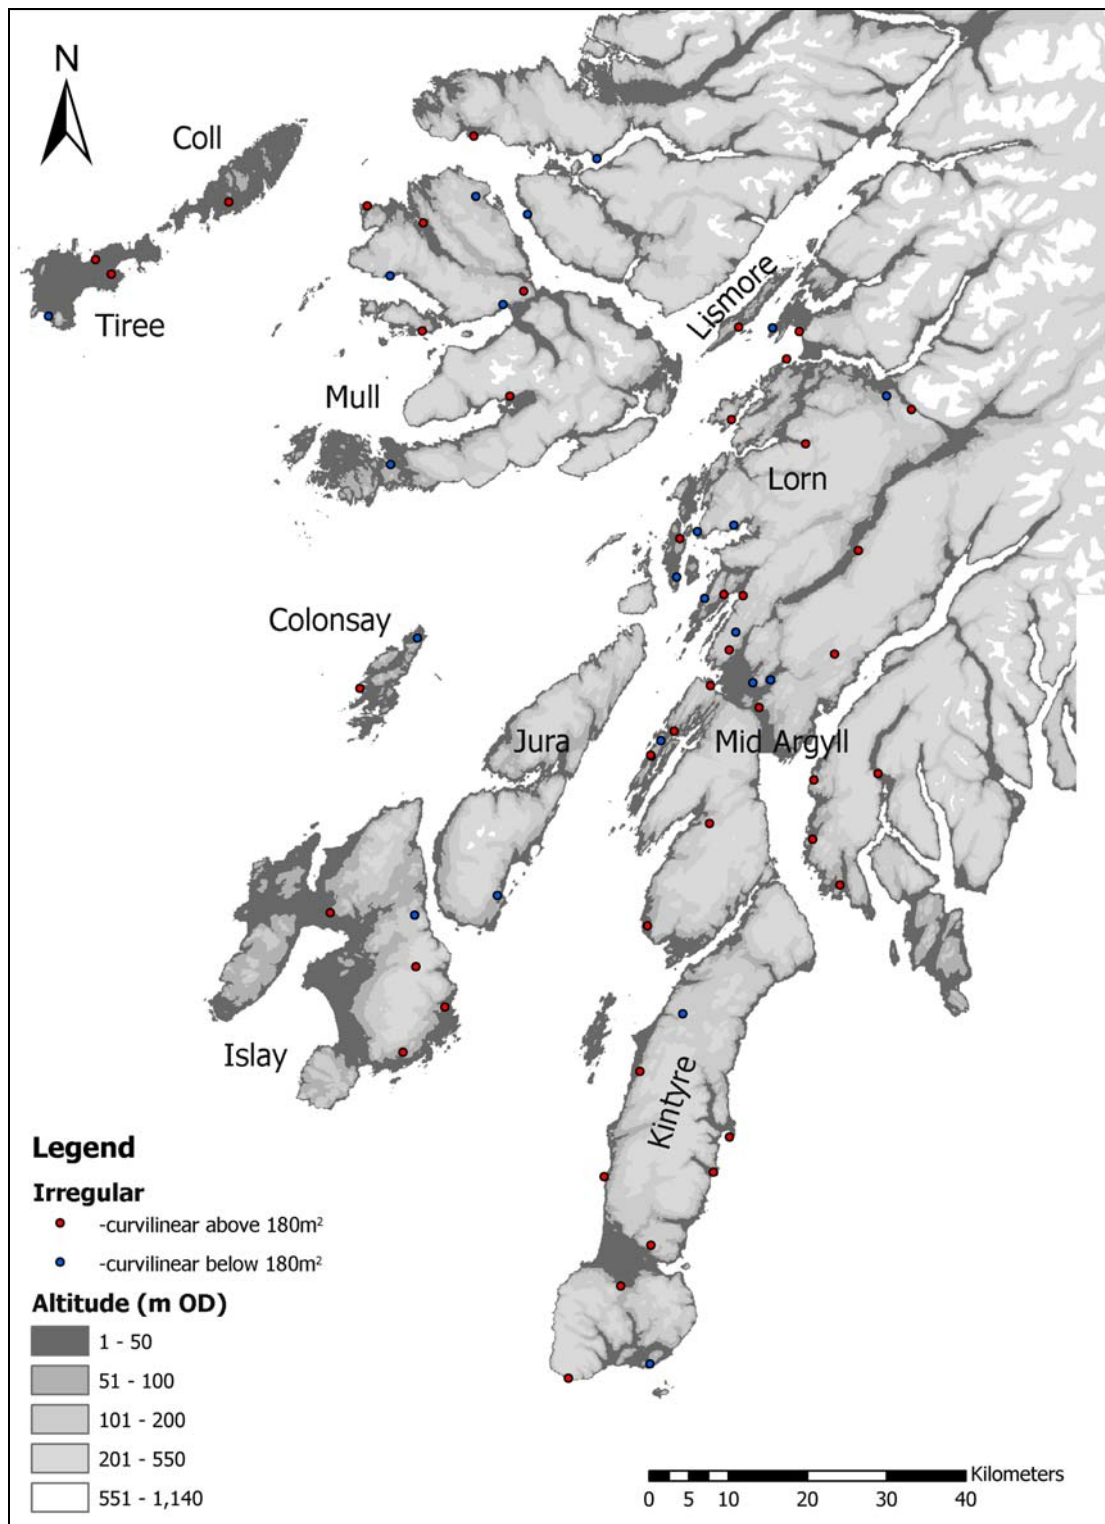 N
Coll
Tiree
Lismore
Mull
Lorn
Colonsay
Jura
Mid Argyll
Islay
Kintyre
Legend
Irregular
-curvilinear above 180m²
-curvilinear below 180m²
Altitude (m OD)
1 - 50
51 - 100
101 - 200
201 - 550
551 - 1,140
Kilometers
0 5 10 20 30 40